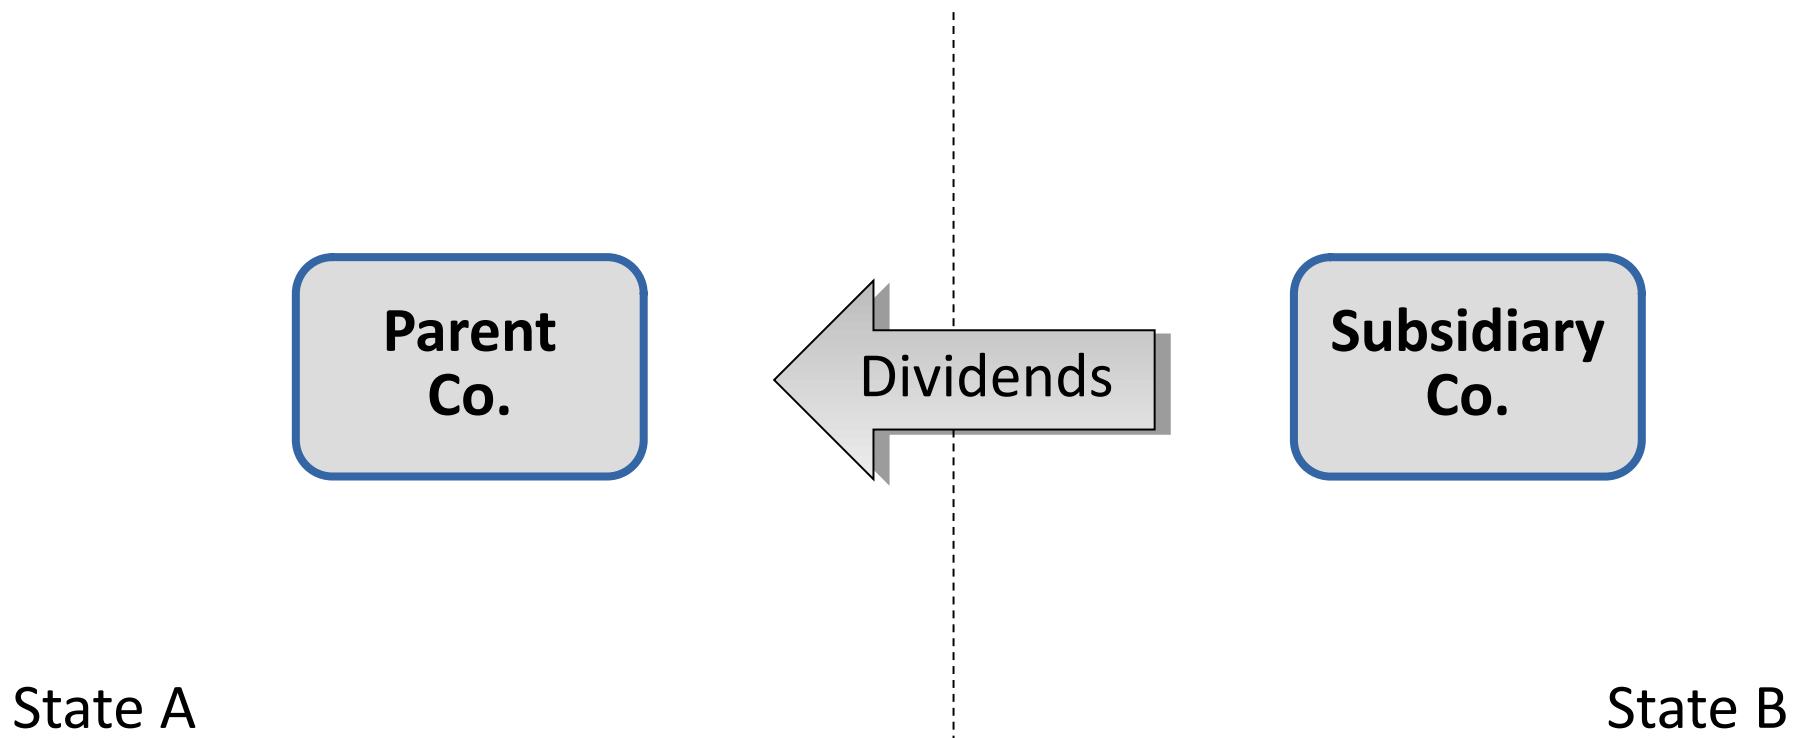 Parent
Co.
Dividends
Subsidiary
Co.
State A
State B